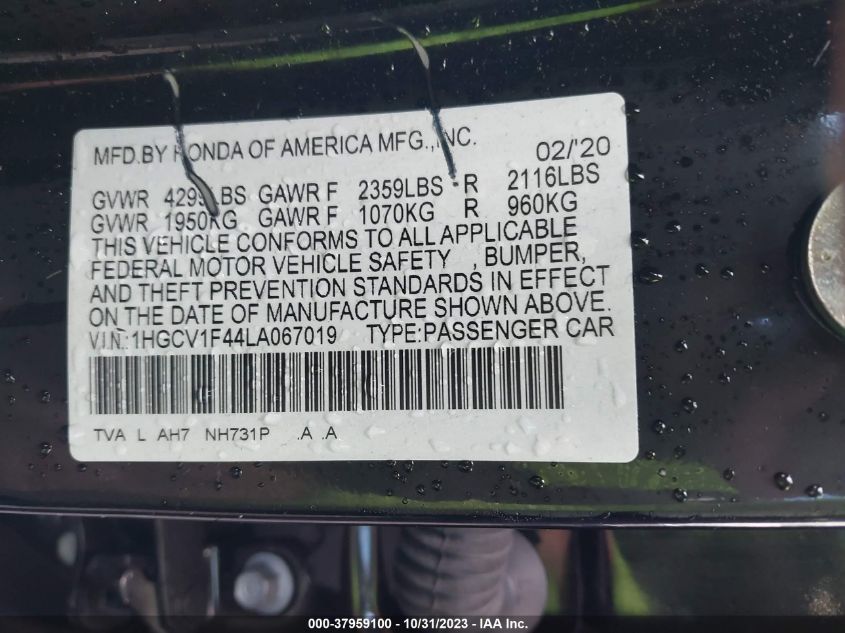 MFD.BY HONDA OF AMERICA MFG.,INC. 02/'20
GVWR 4299LBS GAWR F 2359LBS R 2116LBS
GVWR 1950KG GAWR F 1070KG R 960KG
THIS VEHICLE CONFORMS TO ALL APPLICABLE
FEDERAL MOTOR VEHICLE SAFETY , BUMPER,
AND THEFT PREVENTION STANDARDS IN EFFECT
ON THE DATE OF MANUFACTURE SHOWN ABOVE.
VIN:1HGCV1F44LA067019 TYPE:PASSENGER CAR
TVA L AH7 NH731P .A .A
000-37959100 - 10/31/2023 - IAA Inc.